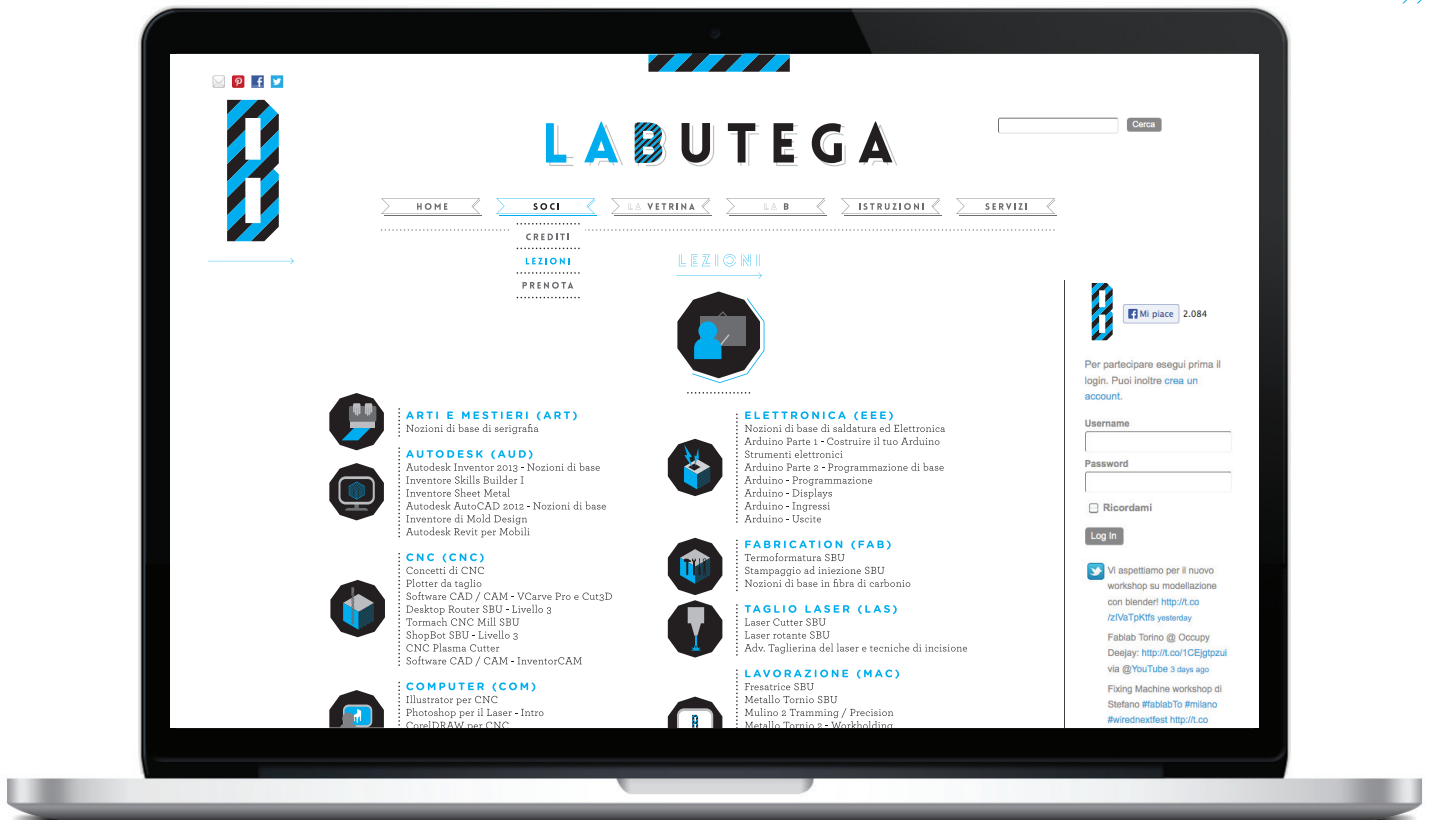 LABUTEGA
Cerca
HOME
SOCI
LA VETRINA
LA B
ISTRUZIONI
SERVIZI
CREDITI
LEZIONI
PRENOTA
LEZIONI
ARTI E MESTIERI (ART)
Nozioni di base di serigrafia
AUTODESK (AUD)
Autodesk Inventor 2013 - Nozioni di base
Inventore Skills Builder I
Inventore Sheet Metal
Autodesk AutoCAD 2012 - Nozioni di base
Inventore di Mold Design
Autodesk Revit per Mobili
CNC (CNC)
Concetti di CNC
Plotter da taglio
Software CAD / CAM - VCarve Pro e Cut3D
Desktop Router SBU - Livello 3
Tormach CNC Mill SBU
ShopBot SBU - Livello 3
CNC Plasma Cutter
Software CAD / CAM - InventorCAM
COMPUTER (COM)
Illustrator per CNC
Photoshop per il Laser - Intro
CorelDRAW per CNC
ELETTRONICA (EEE)
Nozioni di base di saldatura ed Elettronica
Arduino Parte 1 - Costruire il tuo Arduino
Strumenti elettronici
Arduino Parte 2 - Programmazione di base
Arduino - Programmazione
Arduino - Displays
Arduino - Ingressi
Arduino - Uscite
FABRICATION (FAB)
Termoformatura SBU
Stampaggio ad iniezione SBU
Nozioni di base in fibra di carbonio
TAGLIO LASER (LAS)
Laser Cutter SBU
Laser rotante SBU
Adv. Taglierina del laser e tecniche di incisione
LAVORAZIONE (MAC)
Fresatrice SBU
Metallo Tornio SBU
Mulino 2 Tramming / Precision
Metallo Tornio 2 - Workholding
B
Mi piace 2.084
Per partecipare esegui prima il
login. Puoi inoltre crea un
account.
Username
Password
Ricordami
Log In
Vi aspettiamo per il nuovo
workshop su modellazione
con blender! http://t.co
/zIVaTpKtfs yesterday
Fablab Torino @ Occupy
Deejay: http://t.co/1CEjgtpzui
via @YouTube 3 days ago
Fixing Machine workshop di
Stefano #fablabTo #milano
#wirednextfest http://t.co